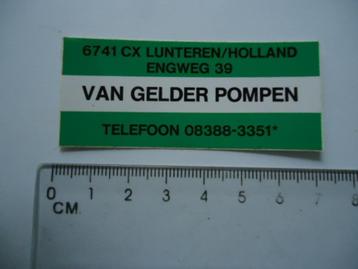 6741 CX LUNTEREN/HOLLAND
ENGWEG 39
VAN GELDER POMPEN
TELEFOON 08388-3351*
0 1 2 3 4 5 6 7 8
CM